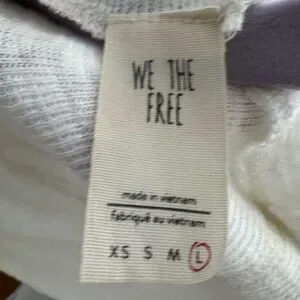 WE THE
FREE
made in vietnam
fabriqué au vietnam
XS S M L